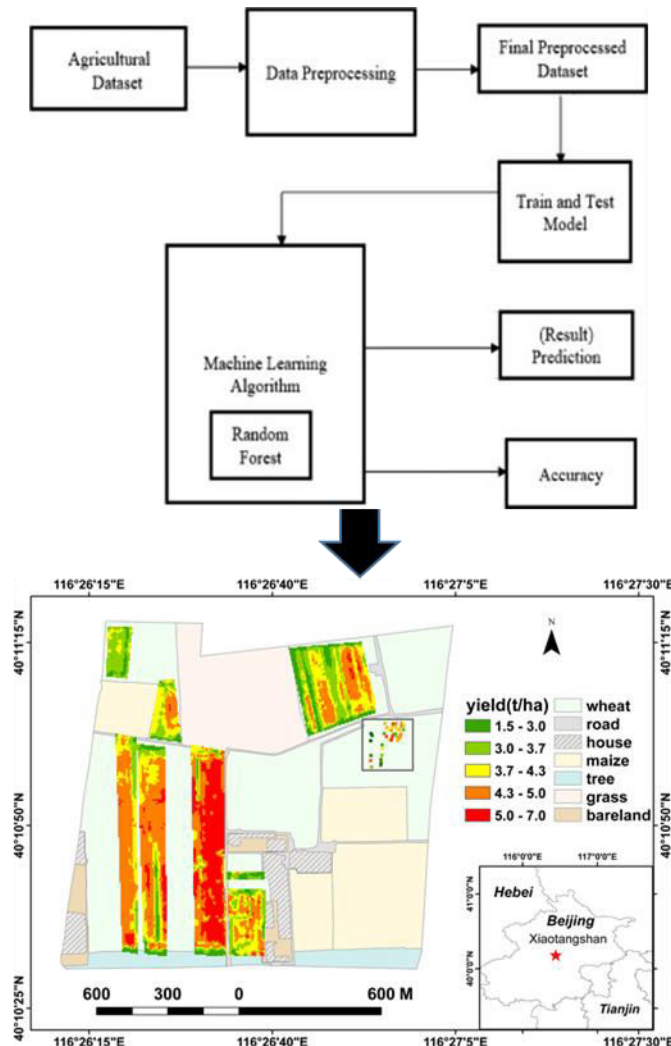 Agricultural
Dataset
Data Preprocessing
Final Preprocessed
Dataset
Train and Test
Model
Machine Learning
Algorithm
Random
Forest
(Result)
Prediction
Accuracy
116°26'15"E
116°26'40"E
116°27'5"E
116°27'30"E
40°11'15"N
40°11'15"N
N
yield(t/ha)
1.5 - 3.0
3.0 - 3.7
3.7 - 4.3
4.3 - 5.0
5.0 - 7.0
wheat
road
house
maize
tree
grass
bareland
40°10'50"N
40°10'50"N
116°0'0"E
117°0'0"E
41°0'0"N
40°0'0"N
Hebei
Beijing
Xiaotangshan
Tianjin
600 300 0 600 M
40°10'25"N
40°10'25"N
116°26'15"E
116°26'40"E
116°27'5"E
116°27'30"E